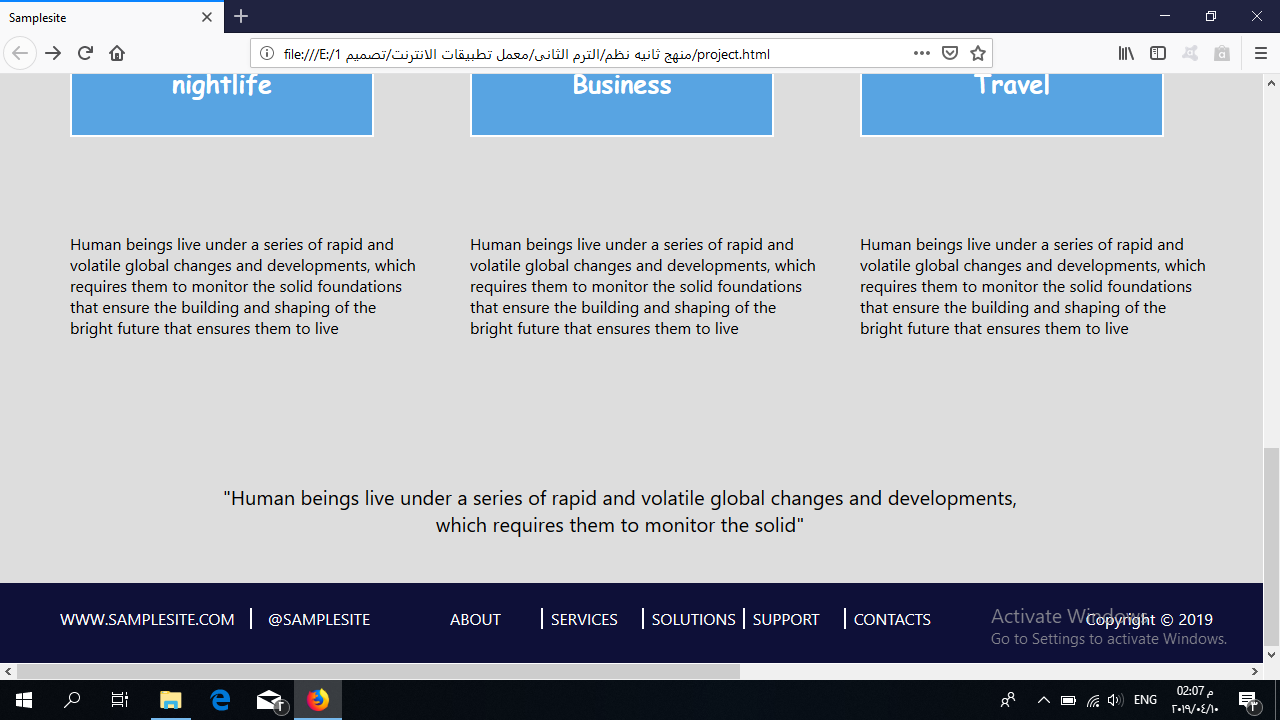 Samplesite
file:///E:/1 منهج ثانيه نظم/الترم الثانى/معمل تطبيقات الانترنت/تصميم/project.html
nightlife
Business
Travel
Human beings live under a series of rapid and
volatile global changes and developments, which
requires them to monitor the solid foundations
that ensure the building and shaping of the
bright future that ensures them to live
Human beings live under a series of rapid and
volatile global changes and developments, which
requires them to monitor the solid foundations
that ensure the building and shaping of the
bright future that ensures them to live
Human beings live under a series of rapid and
volatile global changes and developments, which
requires them to monitor the solid foundations
that ensure the building and shaping of the
bright future that ensures them to live
"Human beings live under a series of rapid and volatile global changes and developments,
which requires them to monitor the solid"
WWW.SAMPLESITE.COM | @SAMPLESITE ABOUT | SERVICES | SOLUTIONS | SUPPORT | CONTACTS Copyright © 2019
Activate Windows
Go to Settings to activate Windows.
٢
ENG
02:07 م
٢٠١٩/٠٤/١٠
٣